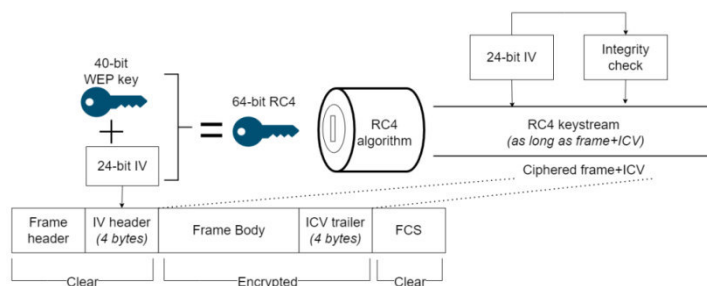 40-bit
WEP key
+
24-bit IV
=
64-bit RC4
RC4
algorithm
24-bit IV
Integrity
check
RC4 keystream
(as long as frame+ICV)
Ciphered frame+ICV
Frame
header
IV header
(4 bytes)
Frame Body
ICV trailer
(4 bytes)
FCS
Clear
Encrypted
Clear